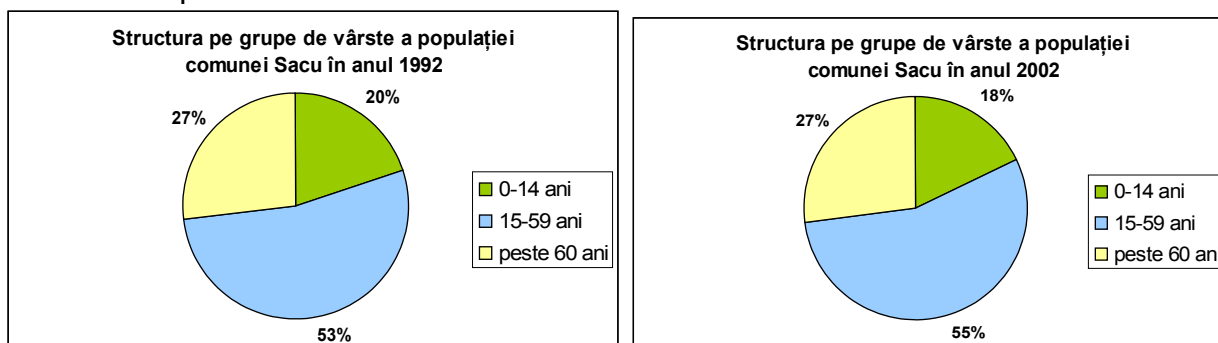 Structura pe grupe de vârste a populației
comunei Sacu în anul 1992
20%
27%
53%
0-14 ani
15-59 ani
peste 60 ani
Structura pe grupe de vârste a populației
comunei Sacu în anul 2002
18%
27%
55%
0-14 ani
15-59 ani
peste 60 an